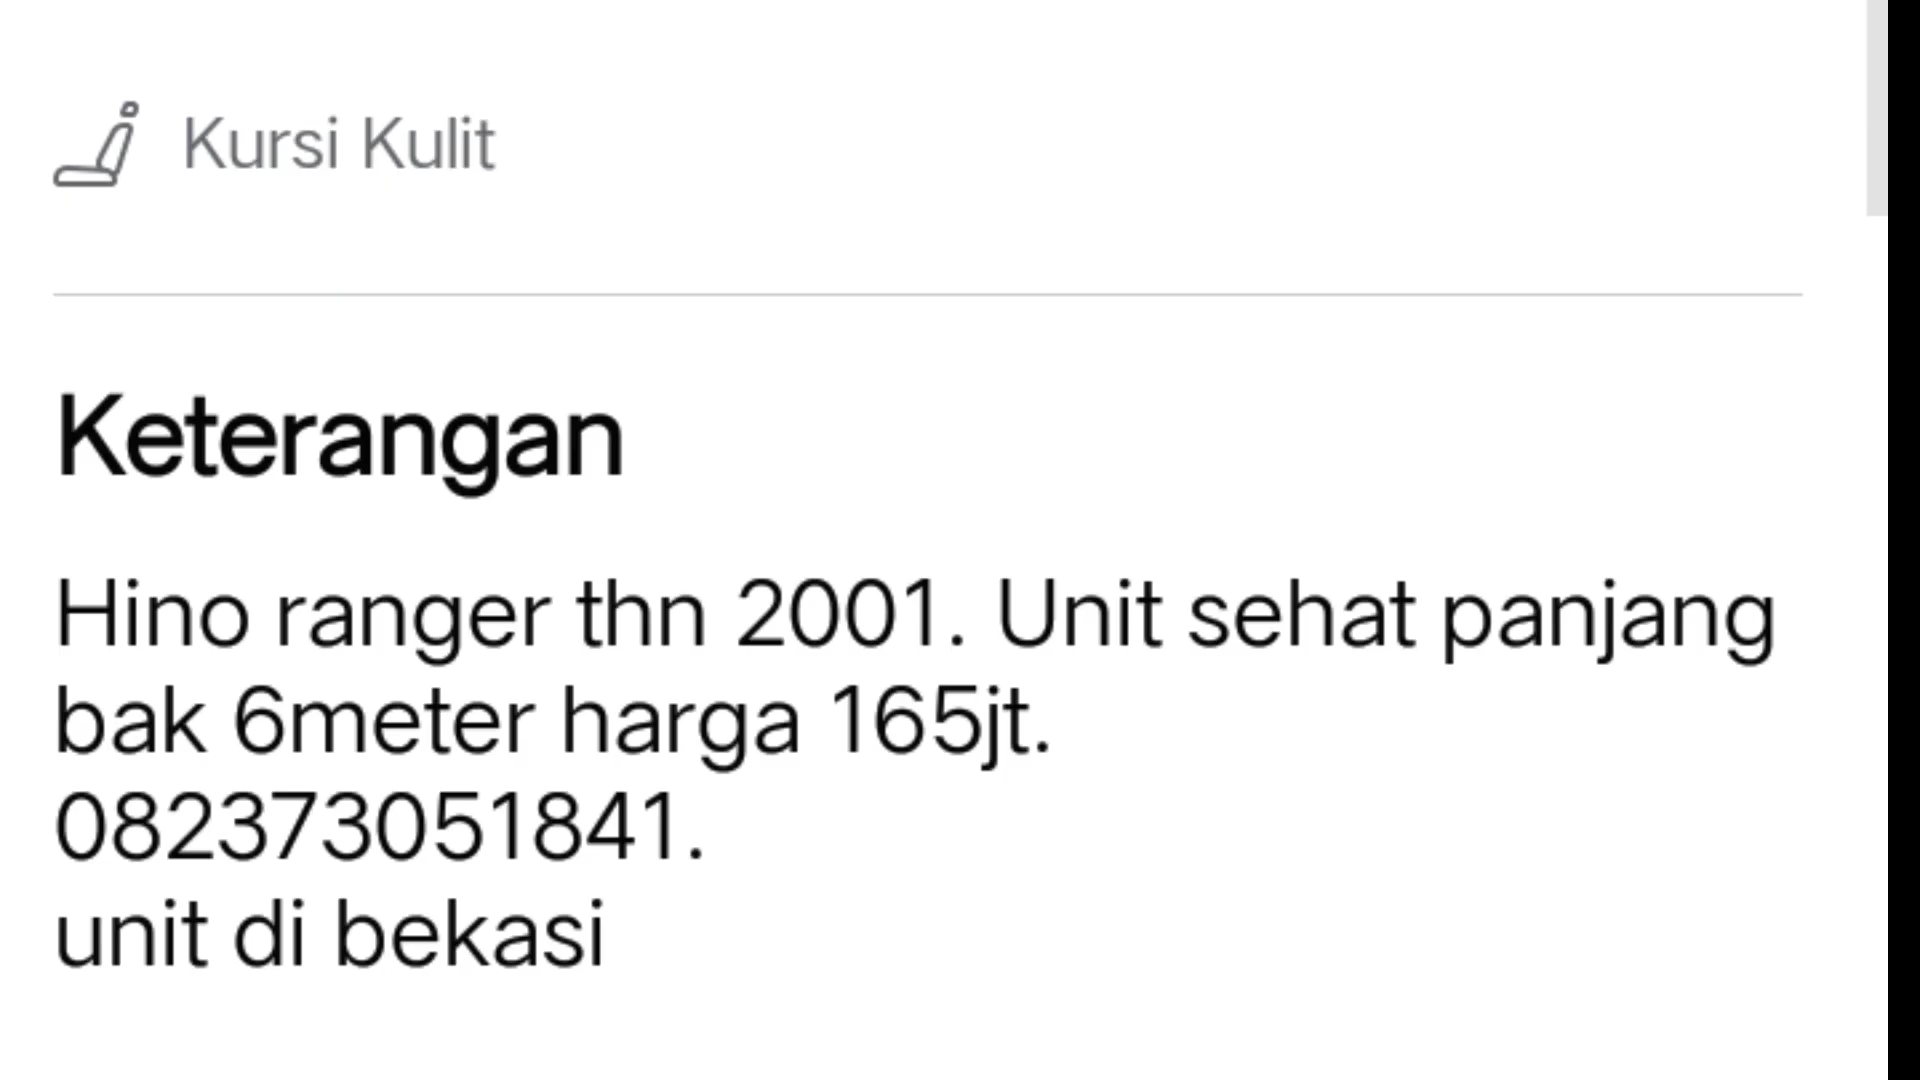 Kursi Kulit
Keterangan
Hino ranger thn 2001. Unit sehat panjang
bak 6meter harga 165jt.
082373051841.
unit di bekasi